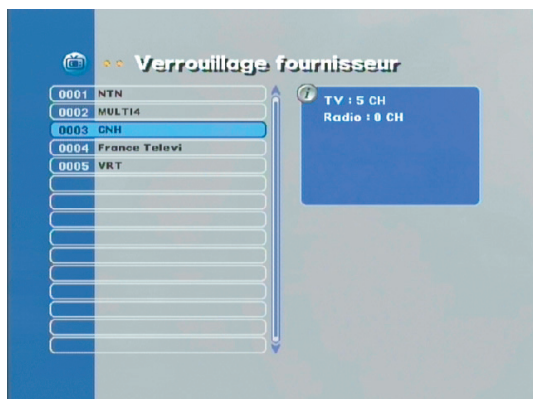 Verrouillage fournisseur
0001 NTN
0002 MULTI4
0003 CNH
0004 France Televi
0005 VRT
TV : 5 CH
Radio : 0 CH